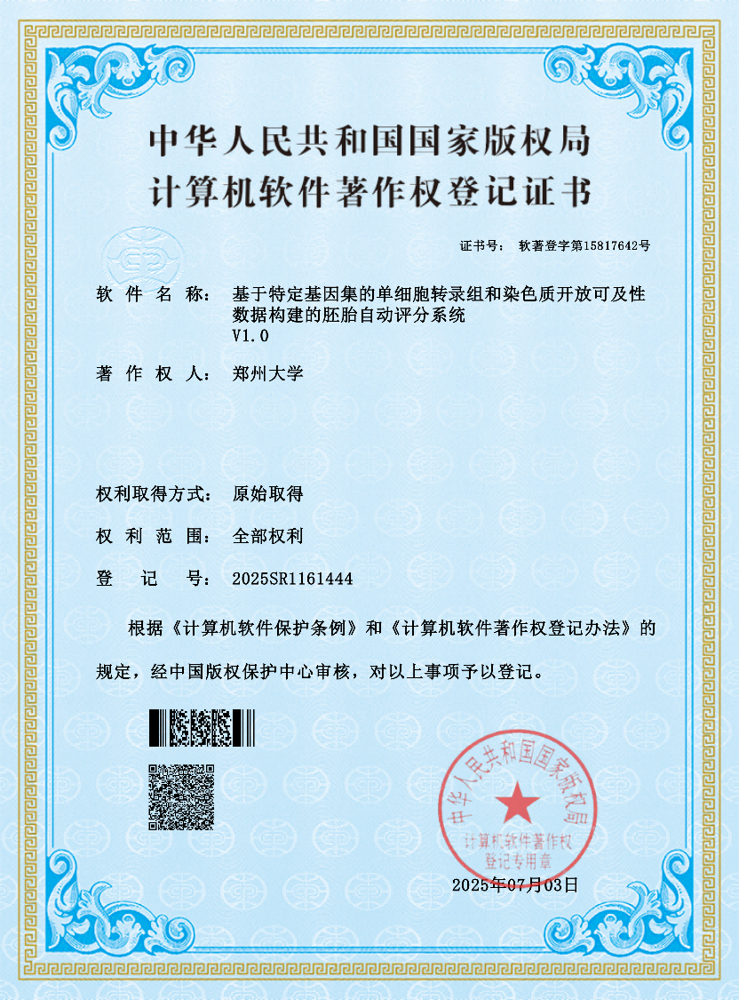 中华人民共和国国家版权局
计算机软件著作权登记证书
证书号： 软著登字第15817642号
软件名称： 基于特定基因集的单细胞转录组和染色质开放可及性
数据构建的胚胎自动评分系统
V1.0
著作权人： 郑州大学
权利取得方式： 原始取得
权利范围： 全部权利
登记号： 2025SR1161444
根据《计算机软件保护条例》和《计算机软件著作权登记办法》的
规定，经中国版权保护中心审核，对以上事项予以登记。
中华人民共和国国家版权局
计算机软件著作权
登记专用章
2025年07月03日